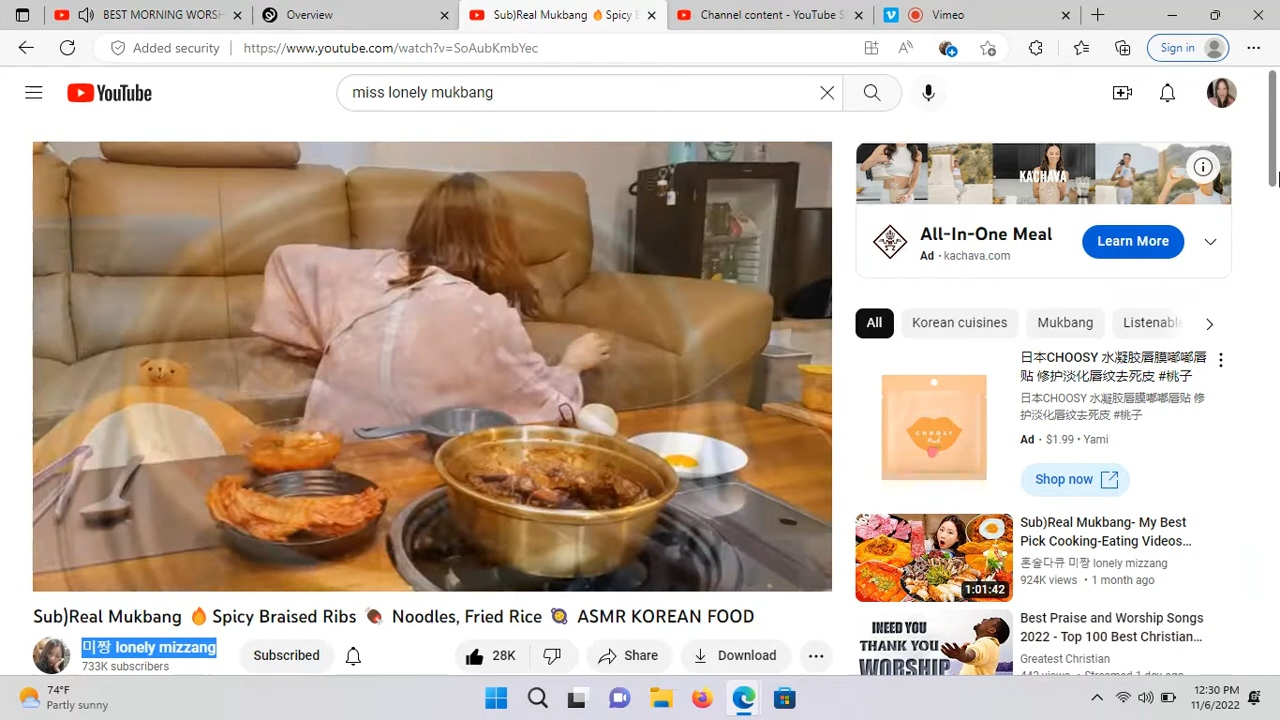 BEST MORNING WORSH
Overview
Sub)Real Mukbang 🔥Spicy B
Channel content - YouTube S
Vimeo
Added security
https://www.youtube.com/watch?v=SoAubKmbYec
Sign in
YouTube
miss lonely mukbang
KACHAVA
All-In-One Meal
Ad · kachava.com
Learn More
All
Korean cuisines
Mukbang
Listenable
日本CHOOSY 水凝胶唇膜嘟嘟唇
贴 修护淡化唇纹去死皮 #桃子
日本CHOOSY 水凝胶唇膜嘟嘟唇贴 修
护淡化唇纹去死皮 #桃子
Ad · $1.99 · Yami
CHOOSY
Shop now
Sub)Real Mukbang- My Best
Pick Cooking-Eating Videos...
혼술다큐 미짱 lonely mizzang
924K views · 1 month ago
1:01:42
Best Praise and Worship Songs
2022 - Top 100 Best Christian...
Greatest Christian
442 views · Streamed 1 day ago
INEED YOU
THANK YOU
WORSHIP
Sub)Real Mukbang 🔥Spicy Braised Ribs 🍖 Noodles, Fried Rice 🥘 ASMR KOREAN FOOD
미짱 lonely mizzang
733K subscribers
Subscribed
28K
Share
Download
74°F
Partly sunny
12:30 PM
11/6/2022